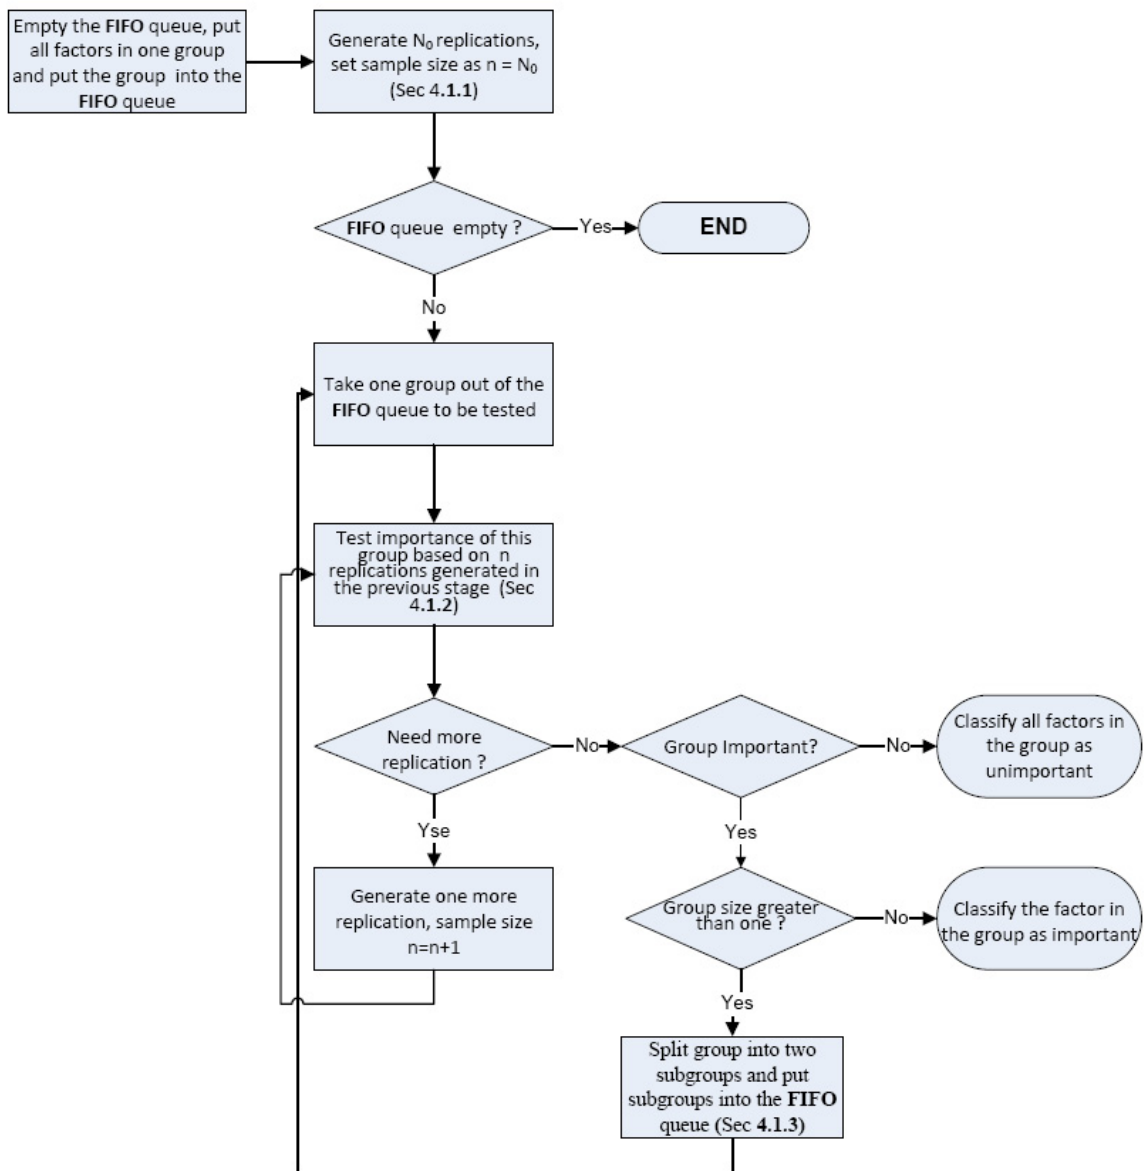 Empty the FIFO queue, put
all factors in one group
and put the group into the
FIFO queue
Generate N₀ replications,
set sample size as n = N₀
(Sec 4.1.1)
FIFO queue empty ?
Yes
END
No
Take one group out of the
FIFO queue to be tested
Test importance of this
group based on n
replications generated in
the previous stage (Sec
4.1.2)
Need more
replication ?
No
Group Important?
No
Classify all factors in
the group as
unimportant
Yse
Yes
Generate one more
replication, sample size
n=n+1
Group size greater
than one ?
No
Classify the factor in
the group as important
Yes
Split group into two
subgroups and put
subgroups into the FIFO
queue (Sec 4.1.3)